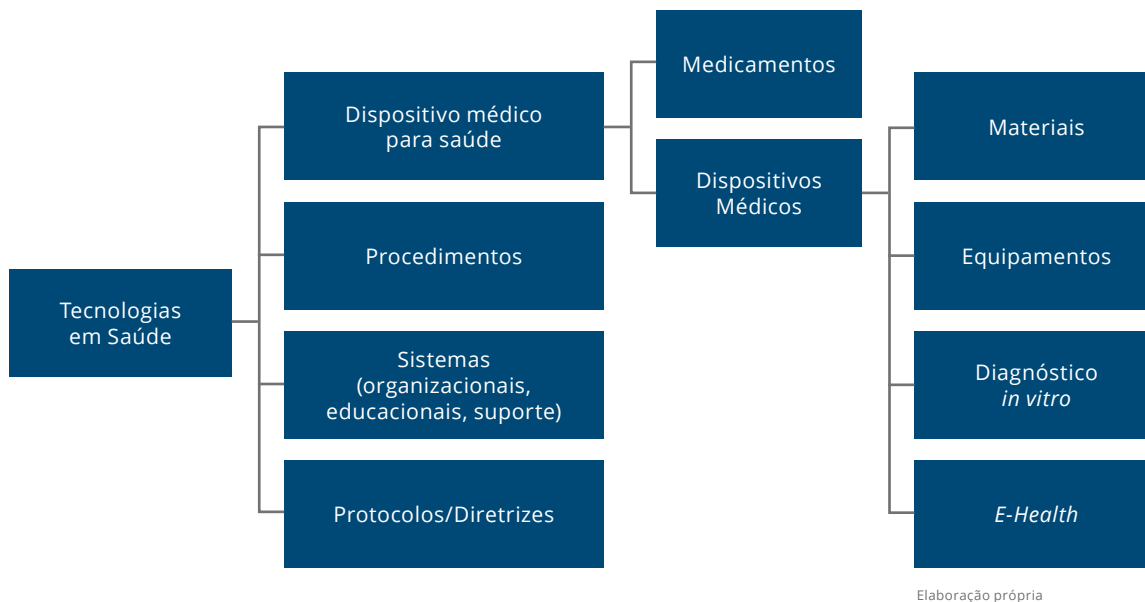 Tecnologias
em Saúde
Dispositivo médico
para saúde
Procedimentos
Sistemas
(organizacionais,
educacionais, suporte)
Protocolos/Diretrizes
Medicamentos
Dispositivos
Médicos
Materiais
Equipamentos
Diagnóstico
in vitro
E-Health
Elaboração própria